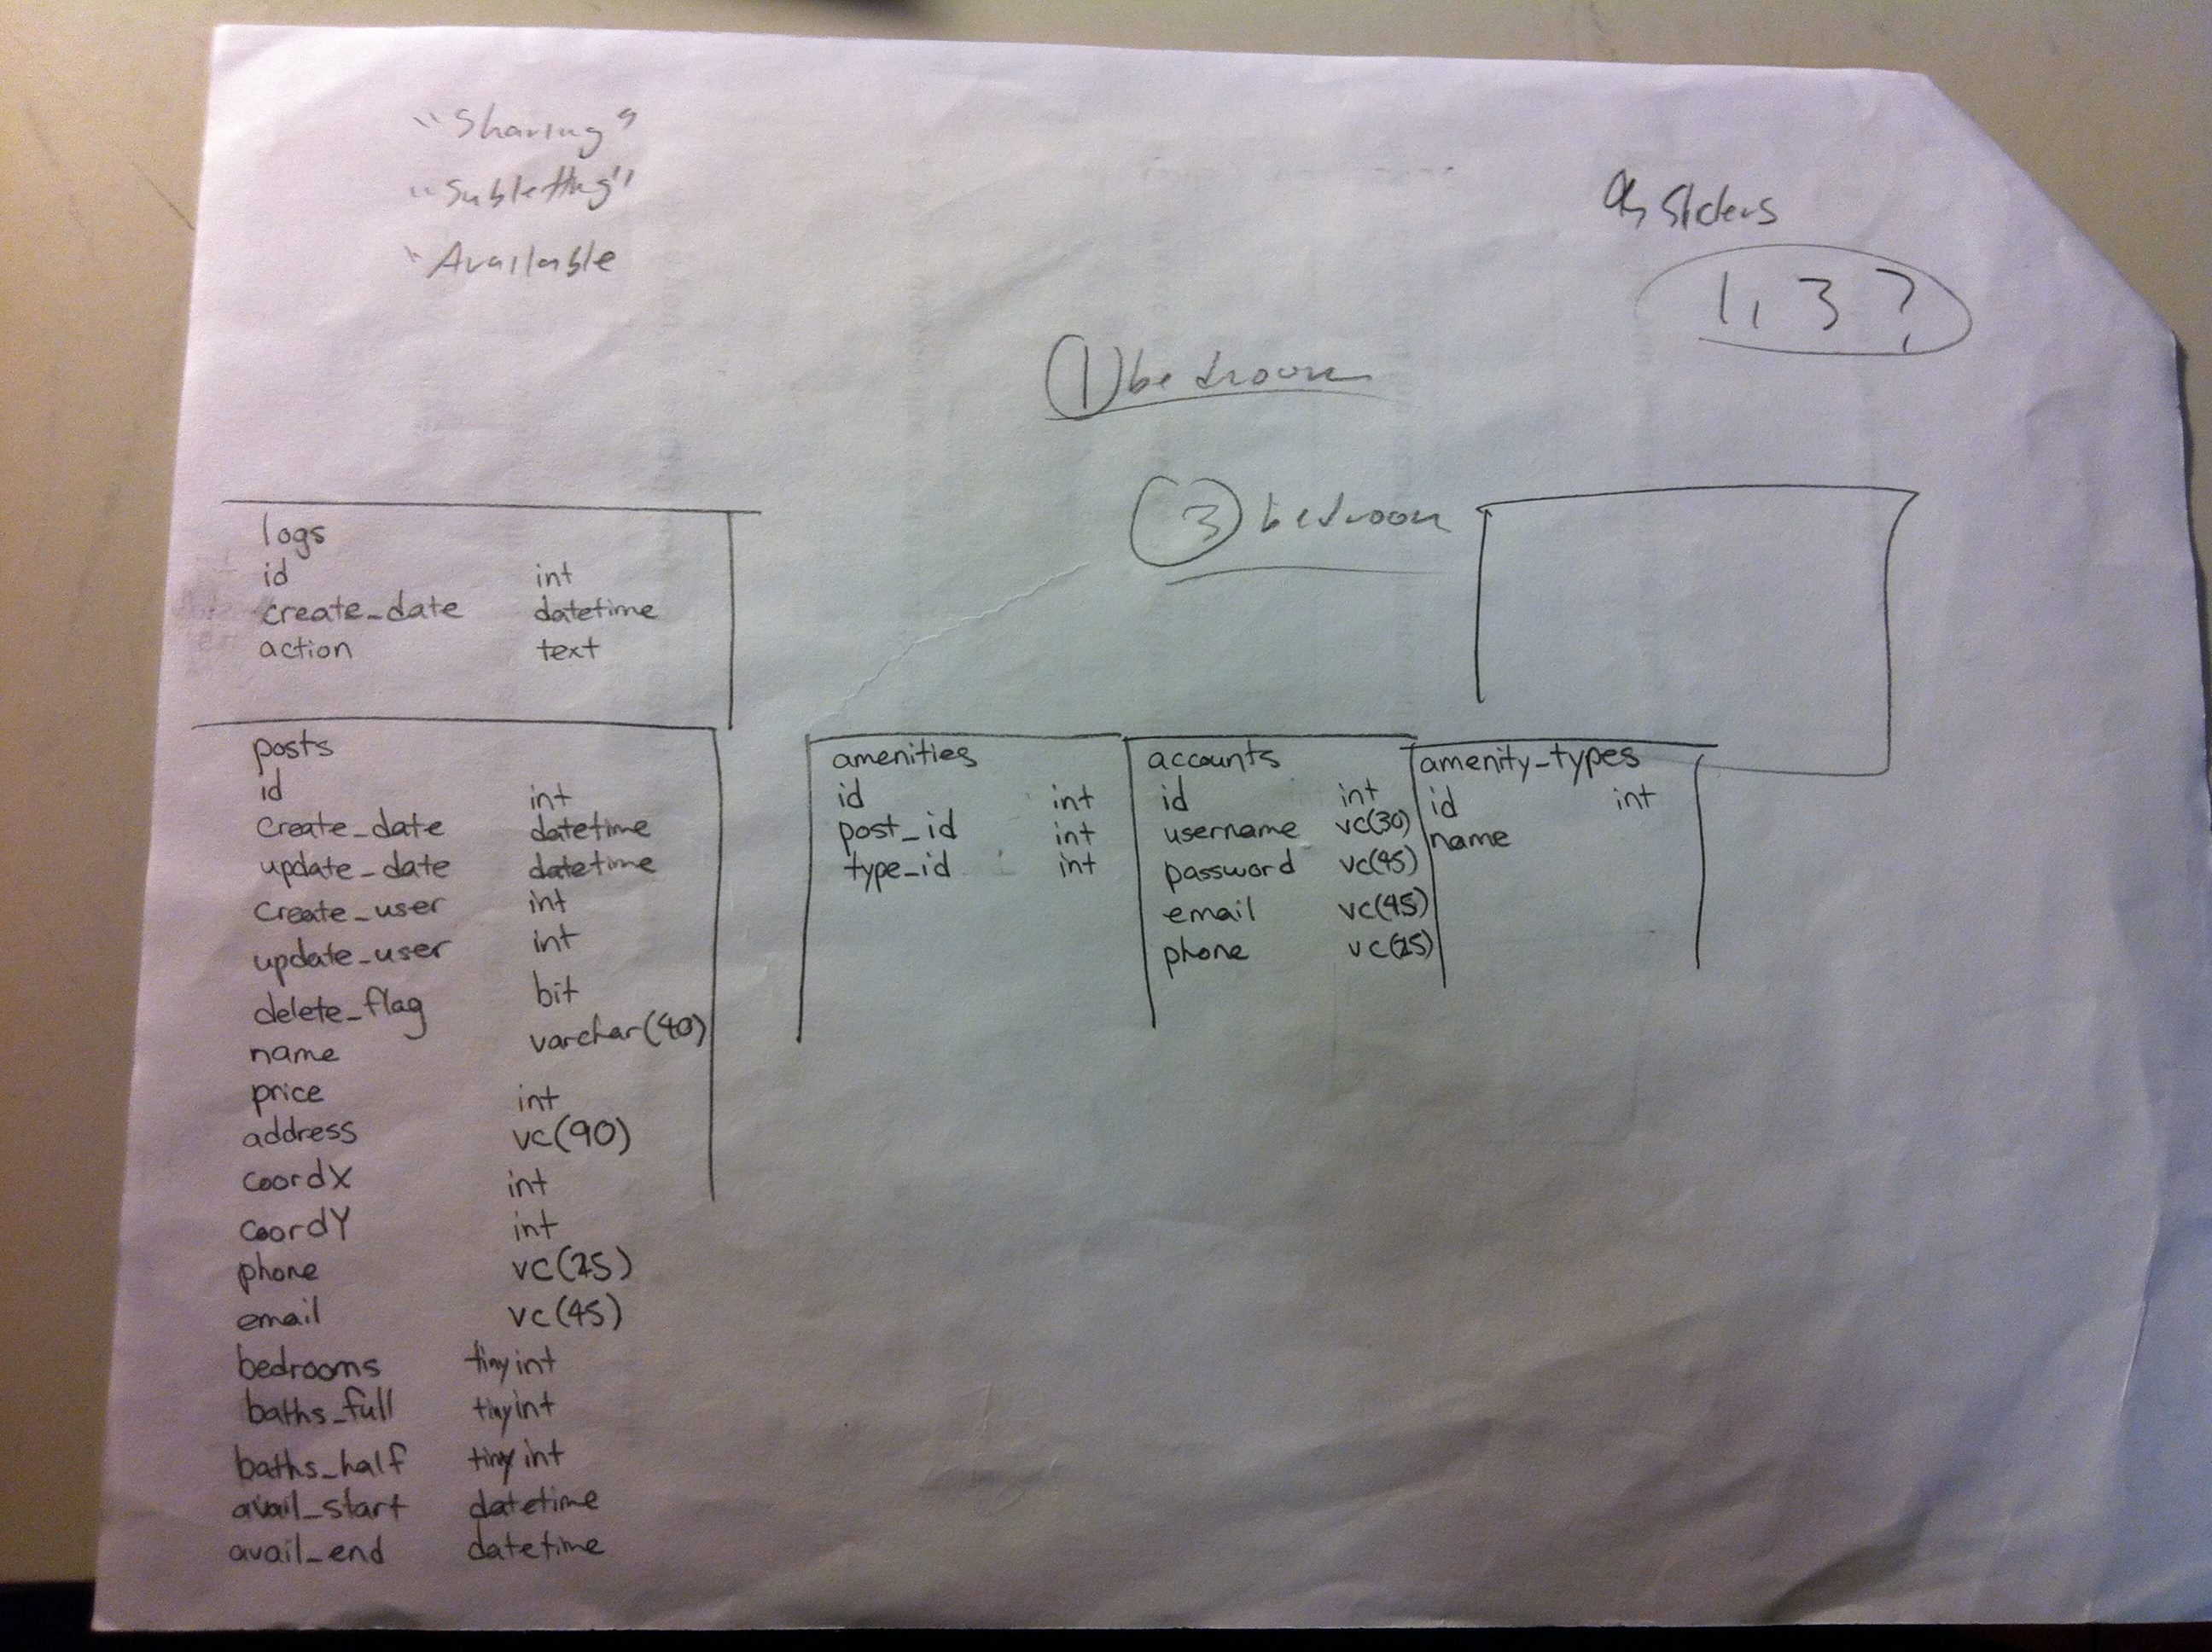 "Sharing"
"Subletting"
"Available
Qs Sliders
1, 3 ?
1 bedroom
3 bedroom
logs
id int
create_date datetime
action text
posts
id int
create_date datetime
update_date datetime
create_user int
update_user int
delete_flag bit
name varchar(40)
price int
address vc(90)
coordX int
coordY int
phone vc(25)
email vc(45)
bedrooms tinyint
baths_full tinyint
baths_half tinyint
avail_start datetime
avail_end datetime
amenities
id int
post_id int
type_id int
accounts
id int
username vc(30)
password vc(45)
email vc(45)
phone vc(25)
amenity_types
id int
name